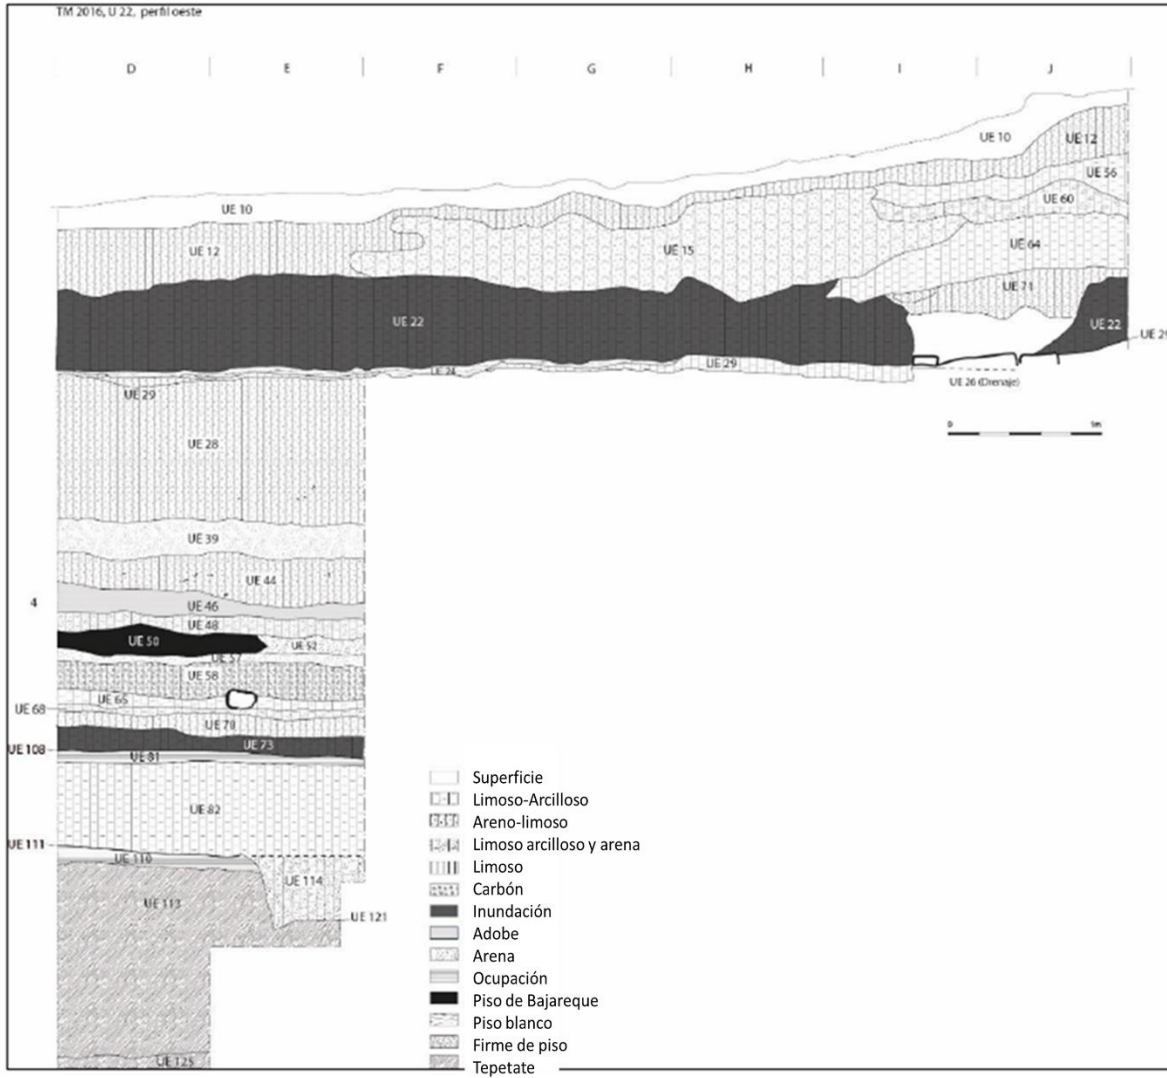 TM 2016, U 22, perfil oeste
D E F G H I J
UE 10
UE 12
UE 56
UE 10
UE 60
UE 12
UE 15
UE 64
UE 71
UE 22
UE 22
UE 29
UE 29
UE 26 (Drenaje)
UE 29
0 1m
UE 28
UE 39
UE 44
4
UE 46
UE 48
UE 50
UE 52
UE 57
UE 58
UE 65
UE 68
UE 70
UE 73
UE 108
UE 81
UE 82
UE 111
UE 110
UE 114
UE 113
UE 121
UE 125
Superficie
Limoso-Arcilloso
Areno-limoso
Limoso arcilloso y arena
Limoso
Carbón
Inundación
Adobe
Arena
Ocupación
Piso de Bajareque
Piso blanco
Firme de piso
Tepetate